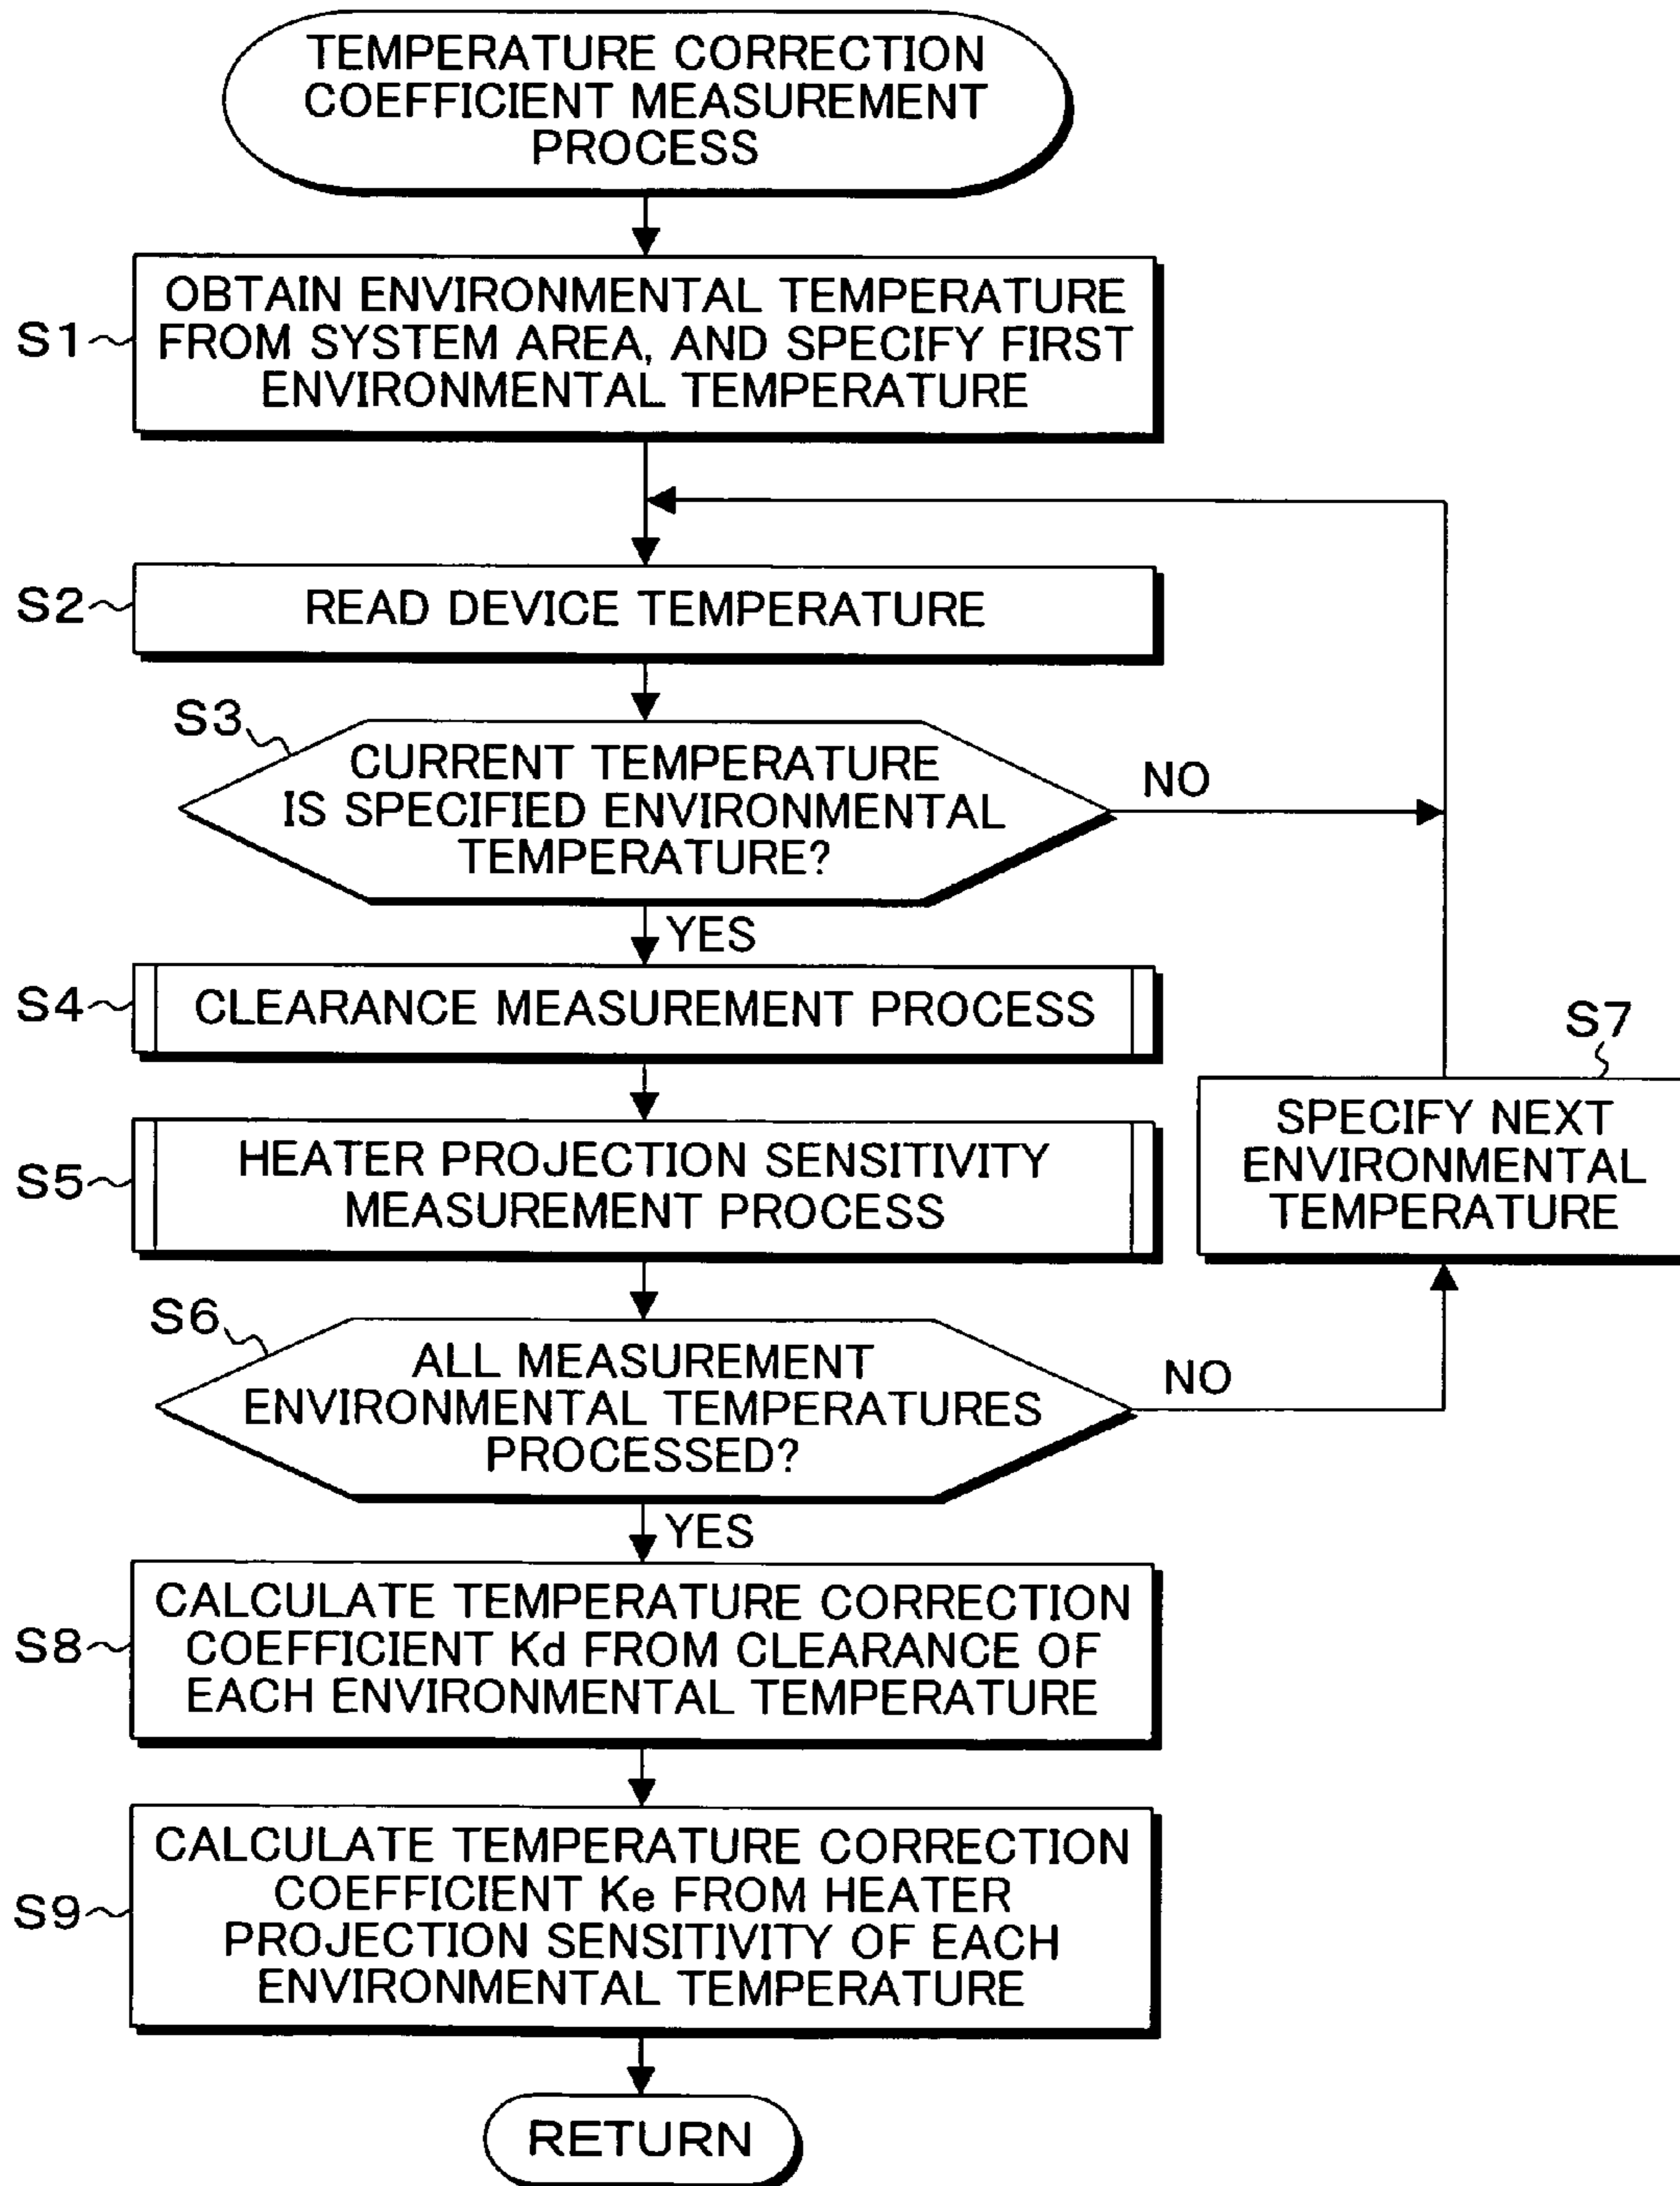 TEMPERATURE CORRECTION
COEFFICIENT MEASUREMENT
PROCESS
S1
OBTAIN ENVIRONMENTAL TEMPERATURE
FROM SYSTEM AREA, AND SPECIFY FIRST
ENVIRONMENTAL TEMPERATURE
S2
READ DEVICE TEMPERATURE
S3
CURRENT TEMPERATURE
IS SPECIFIED ENVIRONMENTAL
TEMPERATURE?
NO
YES
S4
CLEARANCE MEASUREMENT PROCESS
S5
HEATER PROJECTION SENSITIVITY
MEASUREMENT PROCESS
S6
ALL MEASUREMENT
ENVIRONMENTAL TEMPERATURES
PROCESSED?
NO
S7
SPECIFY NEXT
ENVIRONMENTAL
TEMPERATURE
YES
S8
CALCULATE TEMPERATURE CORRECTION
COEFFICIENT Kd FROM CLEARANCE OF
EACH ENVIRONMENTAL TEMPERATURE
S9
CALCULATE TEMPERATURE CORRECTION
COEFFICIENT Ke FROM HEATER
PROJECTION SENSITIVITY OF EACH
ENVIRONMENTAL TEMPERATURE
RETURN